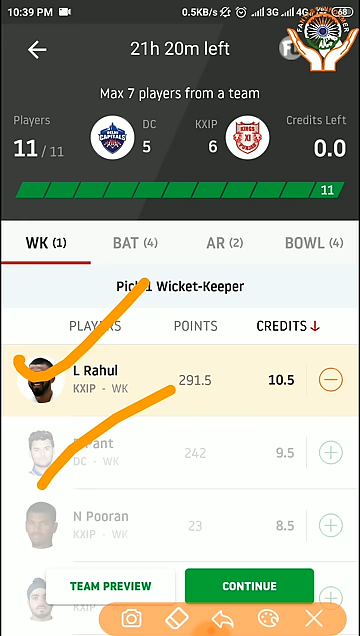 10:39 PM 0.5KB/s 3G 4G 68
21h 20m left
Max 7 players from a team
Players DC KXIP Credits Left
11 / 11 5 6 0.0
11
WK (1) BAT (4) AR (2) BOWL (4)
Pick 1 Wicket-Keeper
PLAYERS POINTS CREDITS ↓
L Rahul
KXIP - WK 291.5 10.5
Pant
DC - WK 242 9.5
N Pooran
KXIP - WK 23 8.5
KXIP
TEAM PREVIEW CONTINUE